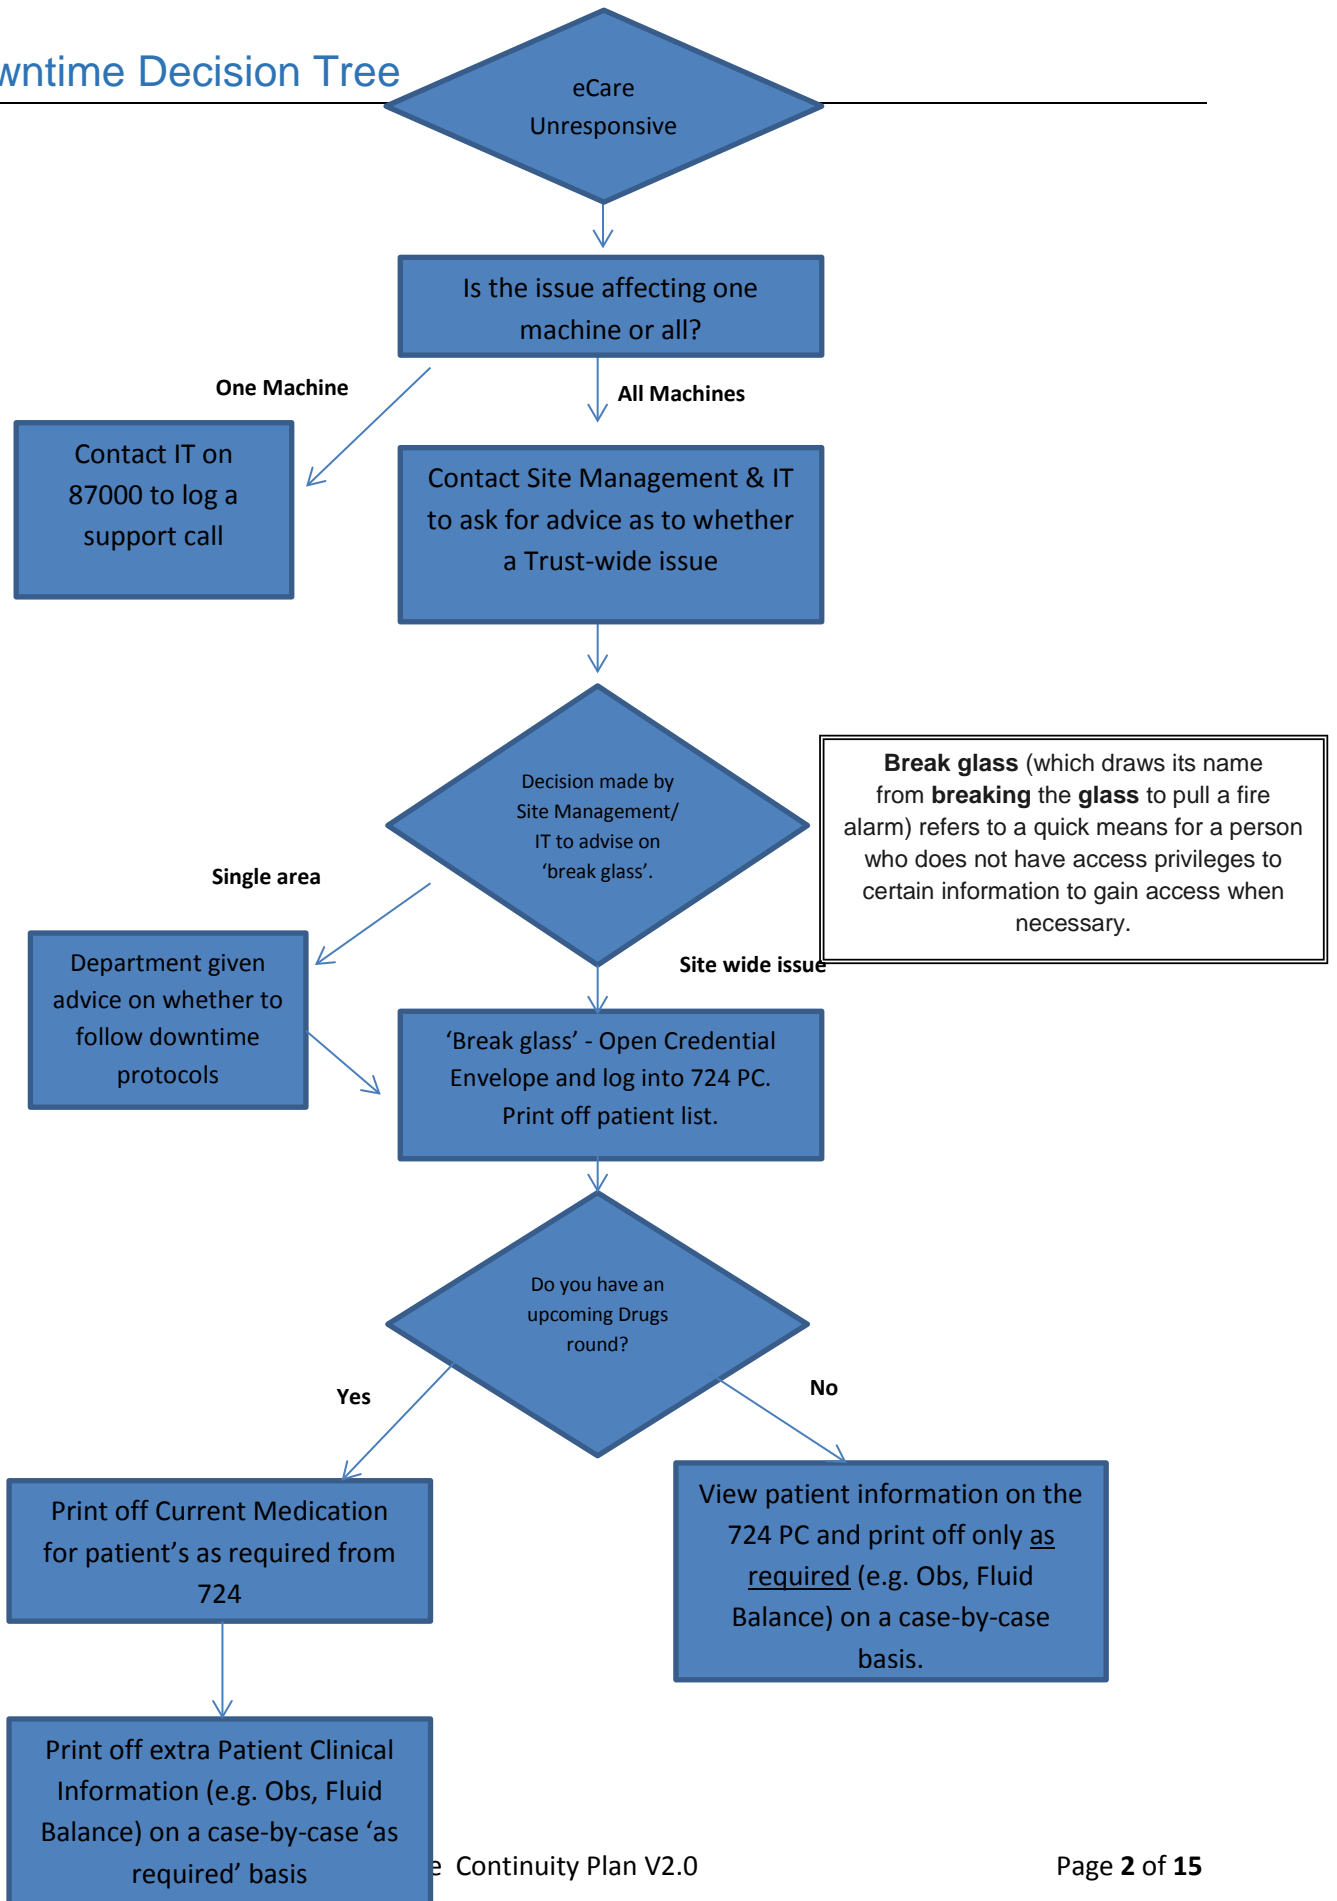 wntime Decision Tree
eCare
Unresponsive
Is the issue affecting one
machine or all?
One Machine
All Machines
Contact IT on
87000 to log a
support call
Contact Site Management & IT
to ask for advice as to whether
a Trust-wide issue
Decision made by
Site Management/
IT to advise on
‘break glass’.
Break glass (which draws its name
from breaking the glass to pull a fire
alarm) refers to a quick means for a person
who does not have access privileges to
certain information to gain access when
necessary.
Single area
Site wide issue
Department given
advice on whether to
follow downtime
protocols
‘Break glass’ - Open Credential
Envelope and log into 724 PC.
Print off patient list.
Do you have an
upcoming Drugs
round?
Yes
No
Print off Current Medication
for patient’s as required from
724
View patient information on the
724 PC and print off only as
required (e.g. Obs, Fluid
Balance) on a case-by-case
basis.
Print off extra Patient Clinical
Information (e.g. Obs, Fluid
Balance) on a case-by-case ‘as
required’ basis
e Continuity Plan V2.0
Page 2 of 15